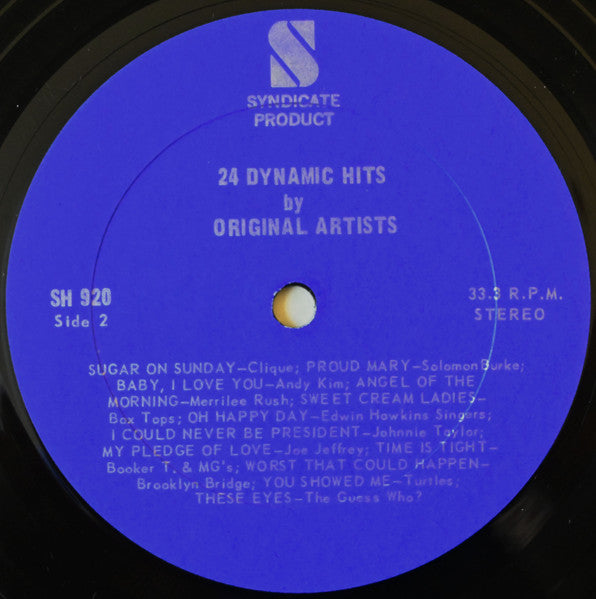 S
SYNDICATE
PRODUCT
24 DYNAMIC HITS
by
ORIGINAL ARTISTS
SH 920
Side 2
33.3 R.P.M.
STEREO
SUGAR ON SUNDAY–Clique; PROUD MARY–Solomon Burke;
BABY, I LOVE YOU–Andy Kim; ANGEL OF THE
MORNING–Merrilee Rush; SWEET CREAM LADIES–
Box Tops; OH HAPPY DAY–Edwin Hawkins Singers;
I COULD NEVER BE PRESIDENT–Johnnie Taylor;
MY PLEDGE OF LOVE–Joe Jeffrey; TIME IS TIGHT–
Booker T. & MG's; WORST THAT COULD HAPPEN–
Brooklyn Bridge; YOU SHOWED ME–Turtles;
THESE EYES–The Guess Who?